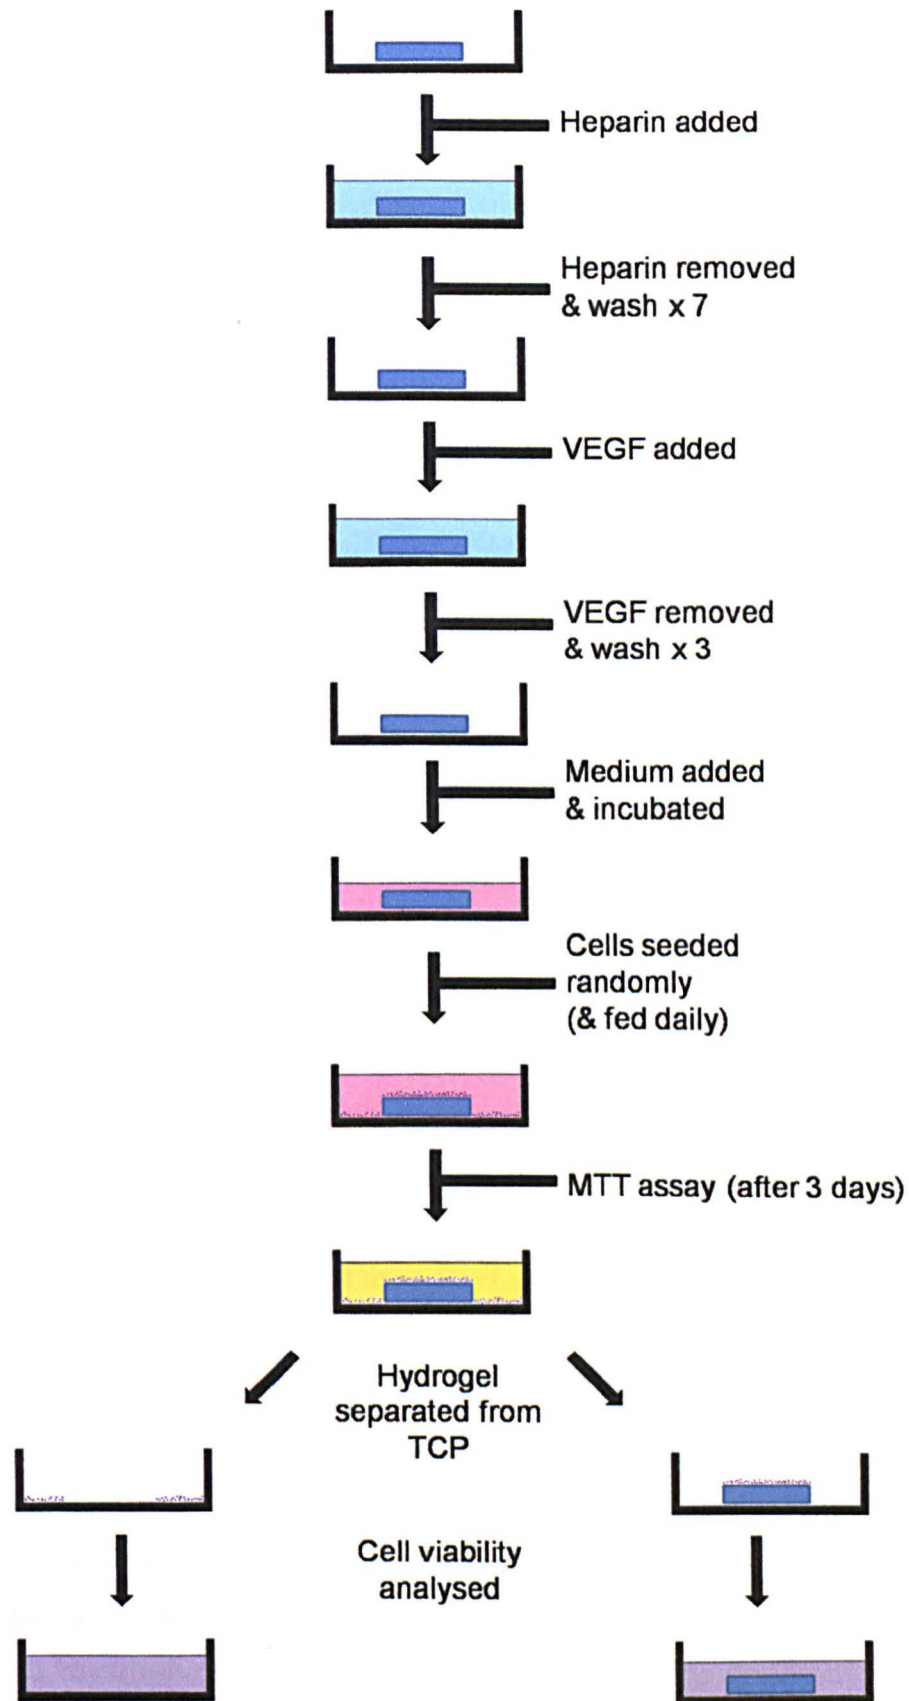 Heparin added
Heparin removed
& wash x 7
VEGF added
VEGF removed
& wash x 3
Medium added
& incubated
Cells seeded
randomly
(& fed daily)
MTT assay (after 3 days)
Hydrogel
separated from
TCP
Cell viability
analysed